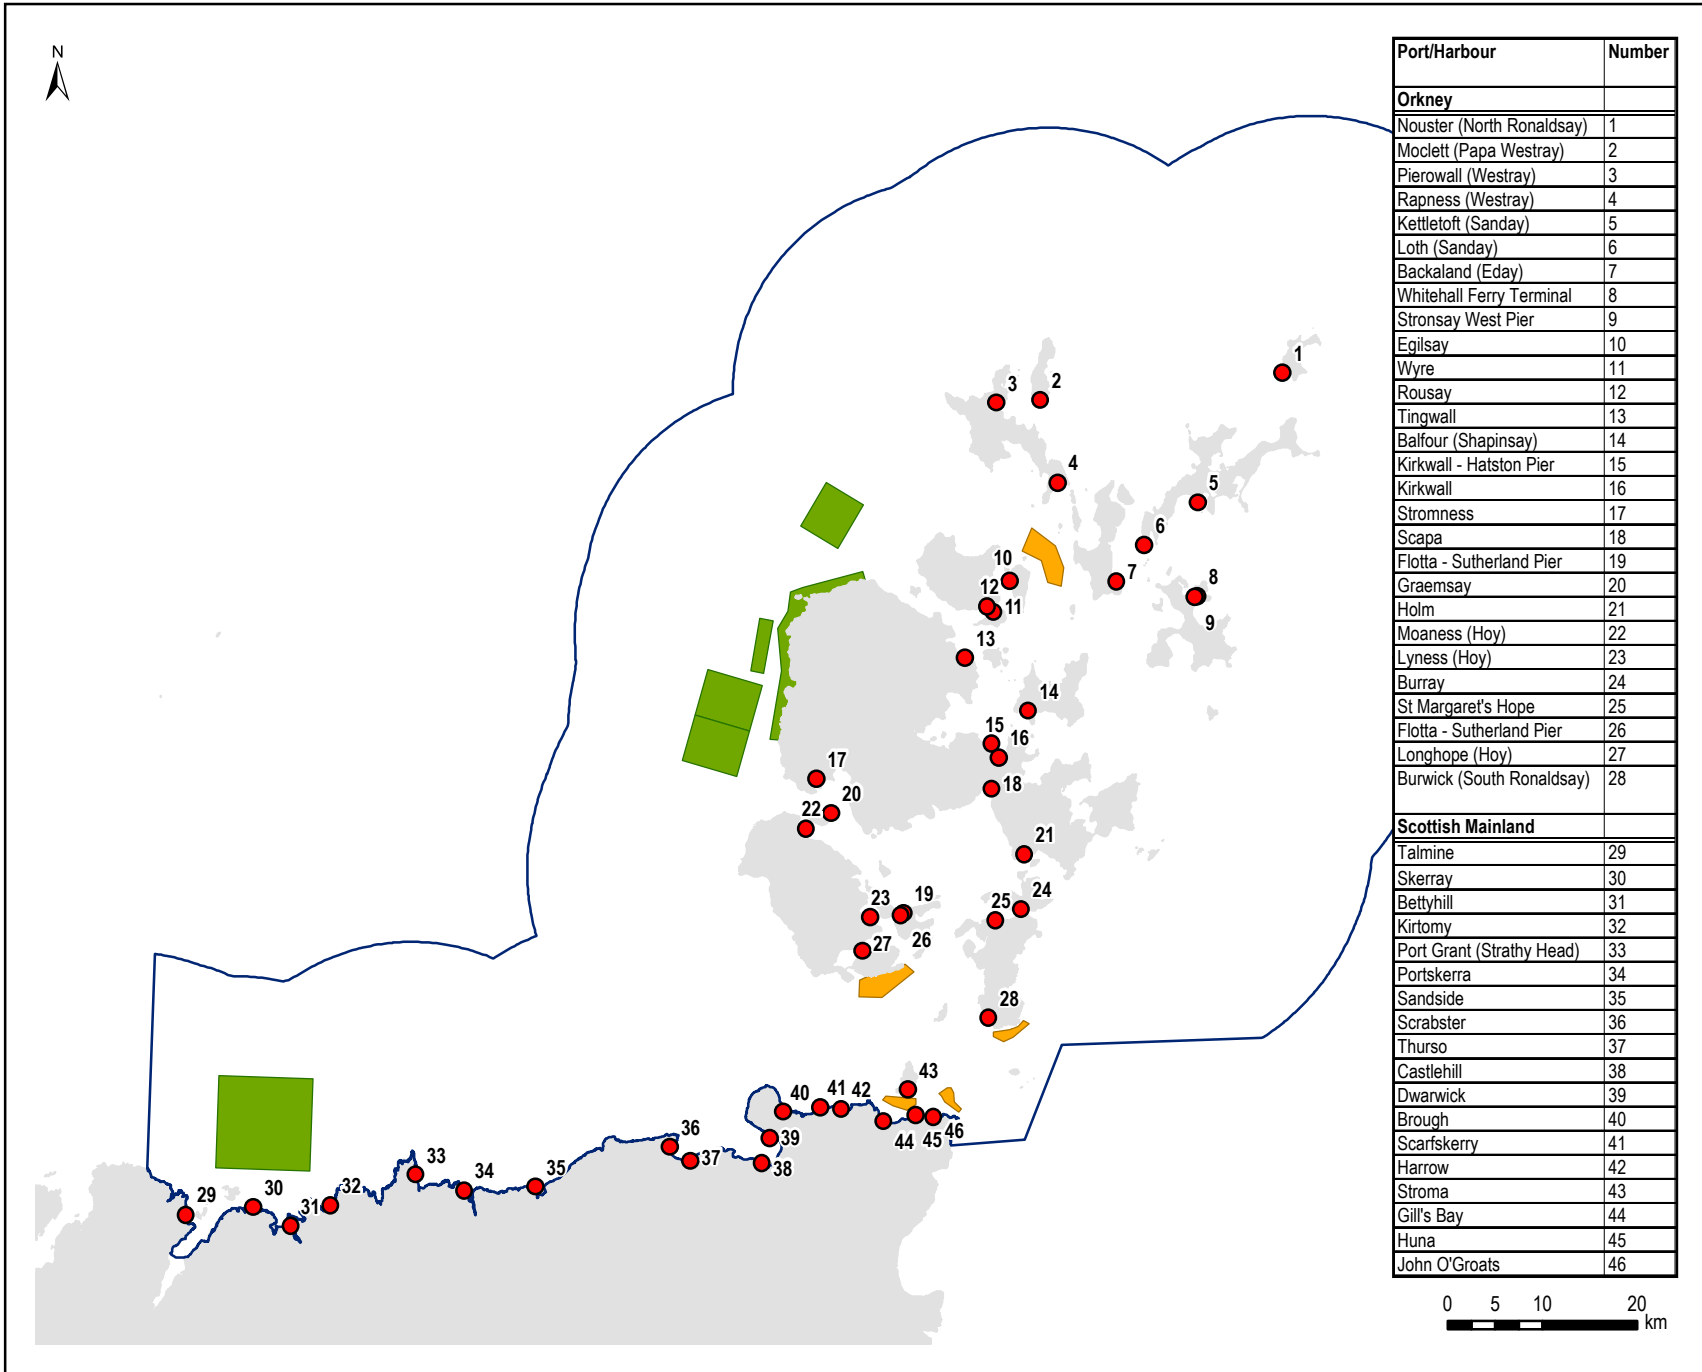 N
Port/Harbour Number
Orkney
Nouster (North Ronaldsay) 1
Moclett (Papa Westray) 2
Pierowall (Westray) 3
Rapness (Westray) 4
Kettletoft (Sanday) 5
Loth (Sanday) 6
Backaland (Eday) 7
Whitehall Ferry Terminal 8
Stronsay West Pier 9
Egilsay 10
Wyre 11
Rousay 12
Tingwall 13
Balfour (Shapinsay) 14
Kirkwall - Hatston Pier 15
Kirkwall 16
Stromness 17
Scapa 18
Flotta - Sutherland Pier 19
Graemsay 20
Holm 21
Moaness (Hoy) 22
Lyness (Hoy) 23
Burray 24
St Margaret's Hope 25
Flotta - Sutherland Pier 26
Longhope (Hoy) 27
Burwick (South Ronaldsay) 28
Scottish Mainland
Talmine 29
Skerray 30
Bettyhill 31
Kirtomy 32
Port Grant (Strathy Head) 33
Portskerra 34
Sandside 35
Scrabster 36
Thurso 37
Castlehill 38
Dwarwick 39
Brough 40
Scarfskerry 41
Harrow 42
Stroma 43
Gill's Bay 44
Huna 45
John O'Groats 46
1
3 2
4
5
6
10
7
8
12
11
9
13
14
15
16
17
18
20
22
21
24
23 19
25
26
27
28
43
40 41 42
44 45 46
36
39
37
38
33
34 35
32
29 30
31
0 5 10 20
km